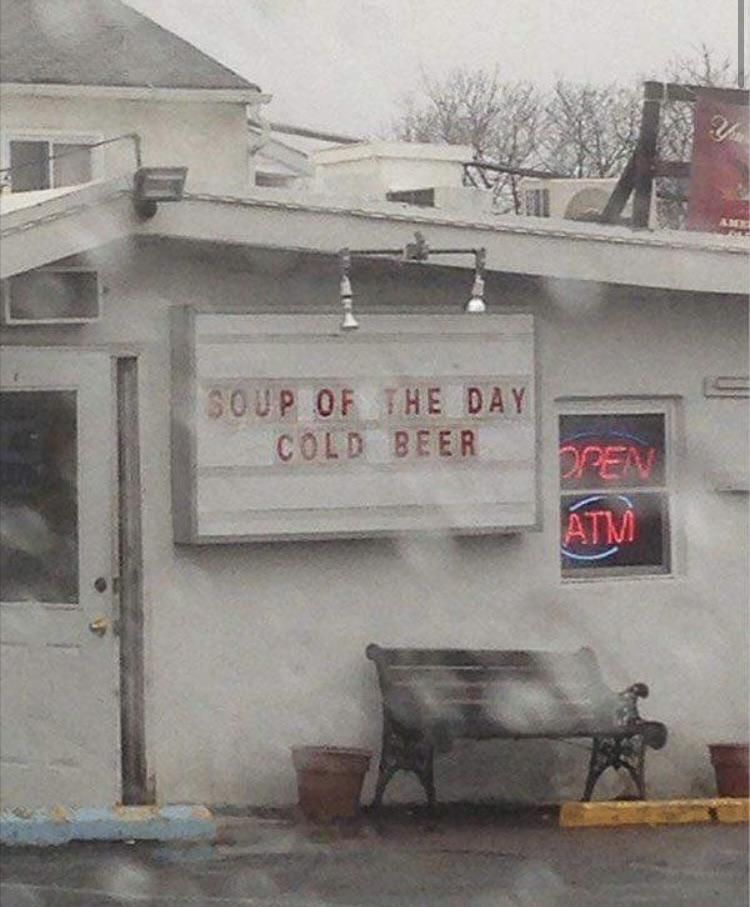 SOUP OF THE DAY
COLD BEER
OPEN
ATM